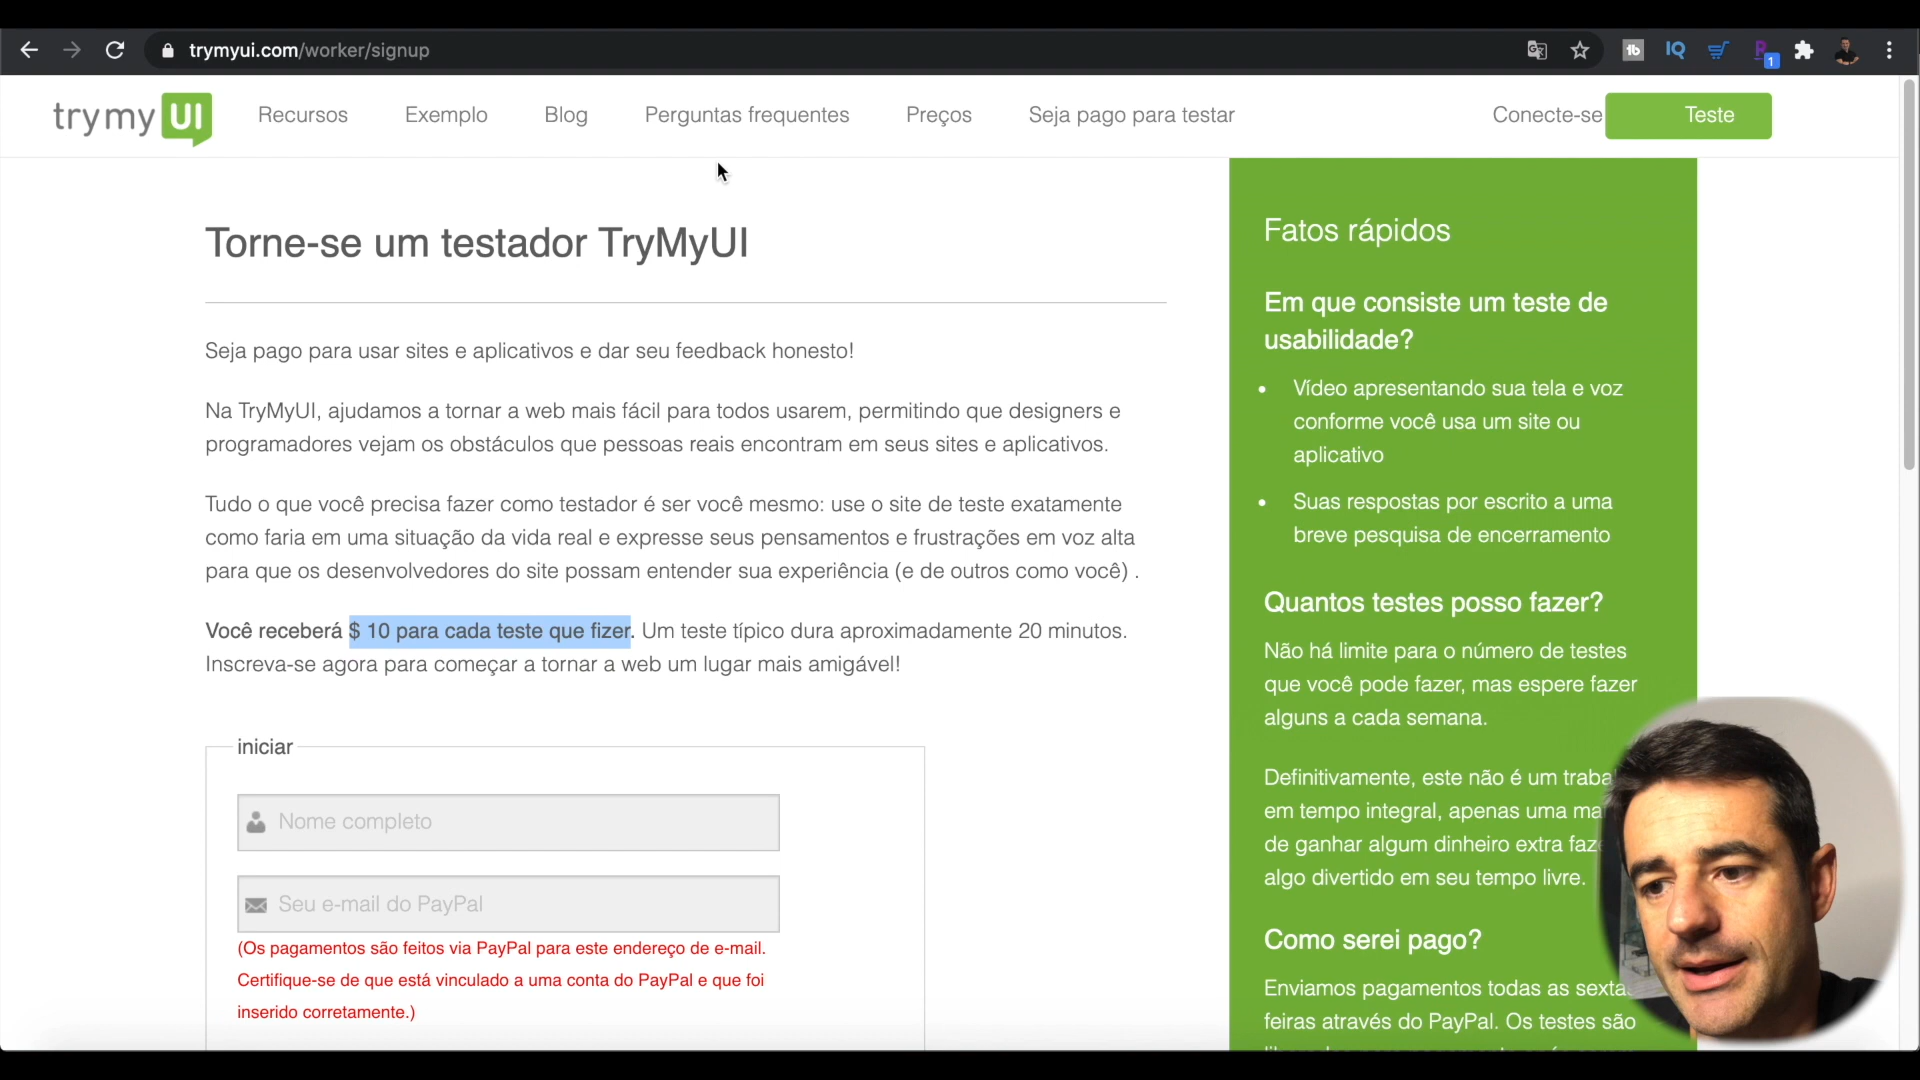 trymyui.com/worker/signup
1
trymyUI
Recursos Exemplo Blog Perguntas frequentes Preços Seja pago para testar Conecte-se Teste
Torne-se um testador TryMyUI
Seja pago para usar sites e aplicativos e dar seu feedback honesto!
Na TryMyUI, ajudamos a tornar a web mais fácil para todos usarem, permitindo que designers e
programadores vejam os obstáculos que pessoas reais encontram em seus sites e aplicativos.
Tudo o que você precisa fazer como testador é ser você mesmo: use o site de teste exatamente
como faria em uma situação da vida real e expresse seus pensamentos e frustrações em voz alta
para que os desenvolvedores do site possam entender sua experiência (e de outros como você) .
Você receberá $ 10 para cada teste que fizer. Um teste típico dura aproximadamente 20 minutos.
Inscreva-se agora para começar a tornar a web um lugar mais amigável!
iniciar
Nome completo
Seu e-mail do PayPal
(Os pagamentos são feitos via PayPal para este endereço de e-mail.
Certifique-se de que está vinculado a uma conta do PayPal e que foi
inserido corretamente.)
Fatos rápidos
Em que consiste um teste de
usabilidade?
• Vídeo apresentando sua tela e voz
conforme você usa um site ou
aplicativo
• Suas respostas por escrito a uma
breve pesquisa de encerramento
Quantos testes posso fazer?
Não há limite para o número de testes
que você pode fazer, mas espere fazer
alguns a cada semana.
Definitivamente, este não é um
em tempo integral, apenas uma
de ganhar algum dinheiro extra
algo divertido em seu tempo livre.
Como serei pago?
Enviamos pagamentos todas as
feiras através do PayPal. Os testes são